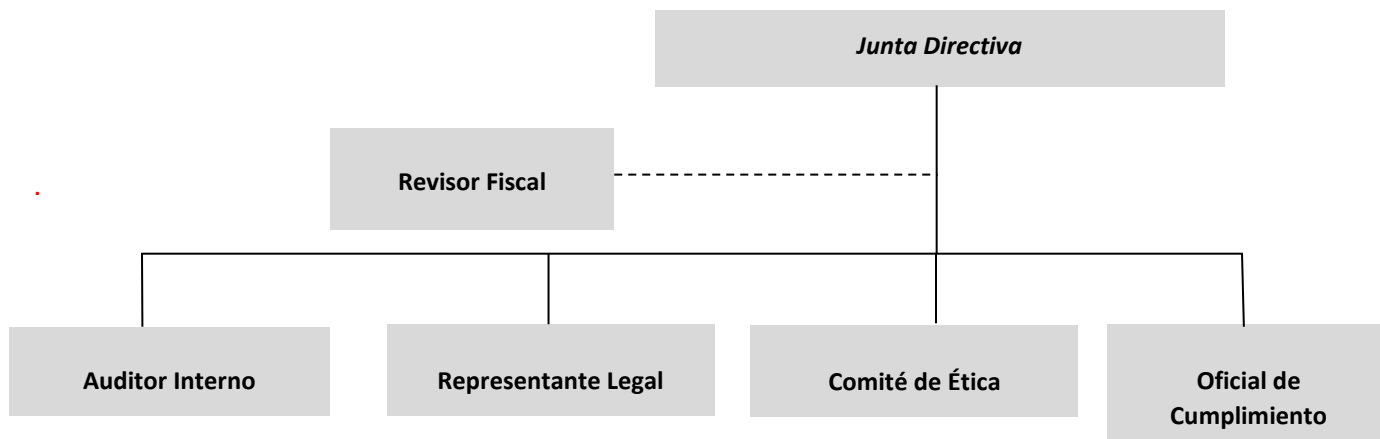 Junta Directiva
Revisor Fiscal
Auditor Interno
Representante Legal
Comité de Ética
Oficial de
Cumplimiento